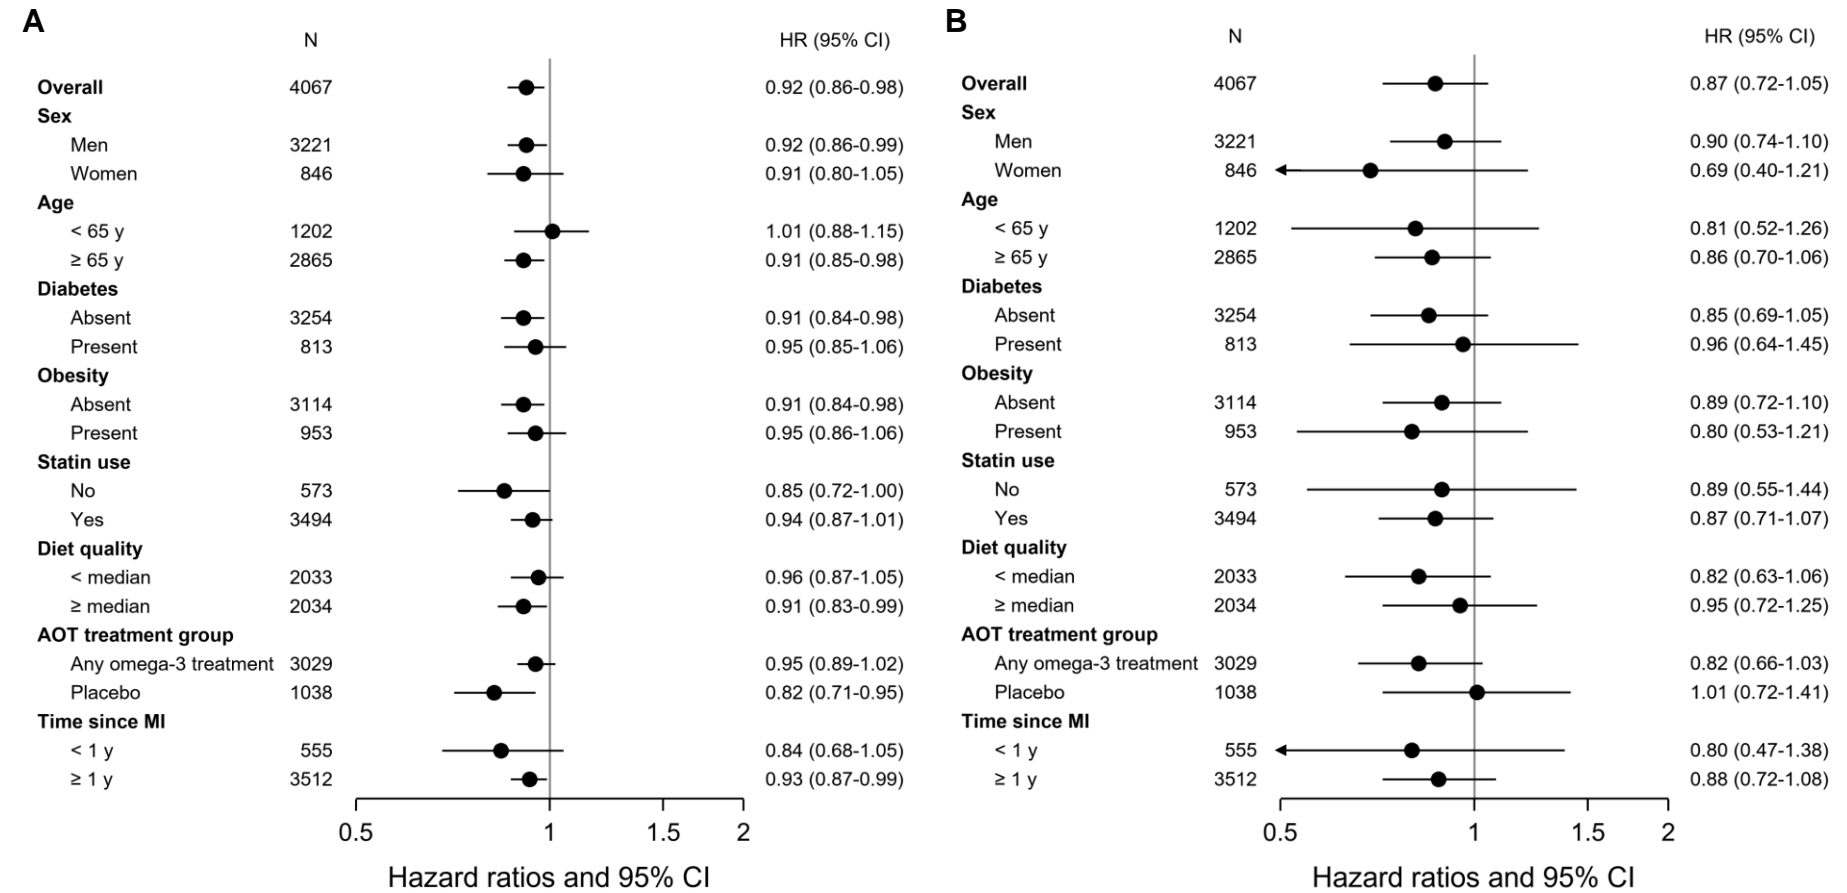 A
N HR (95% CI)
Overall 4067 0.92 (0.86-0.98)
Sex
Men 3221 0.92 (0.86-0.99)
Women 846 0.91 (0.80-1.05)
Age
< 65 y 1202 1.01 (0.88-1.15)
≥ 65 y 2865 0.91 (0.85-0.98)
Diabetes
Absent 3254 0.91 (0.84-0.98)
Present 813 0.95 (0.85-1.06)
Obesity
Absent 3114 0.91 (0.84-0.98)
Present 953 0.95 (0.86-1.06)
Statin use
No 573 0.85 (0.72-1.00)
Yes 3494 0.94 (0.87-1.01)
Diet quality
< median 2033 0.96 (0.87-1.05)
≥ median 2034 0.91 (0.83-0.99)
AOT treatment group
Any omega-3 treatment 3029 0.95 (0.89-1.02)
Placebo 1038 0.82 (0.71-0.95)
Time since MI
< 1 y 555 0.84 (0.68-1.05)
≥ 1 y 3512 0.93 (0.87-0.99)
0.5 1 1.5 2
Hazard ratios and 95% CI
B
N HR (95% CI)
Overall 4067 0.87 (0.72-1.05)
Sex
Men 3221 0.90 (0.74-1.10)
Women 846 0.69 (0.40-1.21)
Age
< 65 y 1202 0.81 (0.52-1.26)
≥ 65 y 2865 0.86 (0.70-1.06)
Diabetes
Absent 3254 0.85 (0.69-1.05)
Present 813 0.96 (0.64-1.45)
Obesity
Absent 3114 0.89 (0.72-1.10)
Present 953 0.80 (0.53-1.21)
Statin use
No 573 0.89 (0.55-1.44)
Yes 3494 0.87 (0.71-1.07)
Diet quality
< median 2033 0.82 (0.63-1.06)
≥ median 2034 0.95 (0.72-1.25)
AOT treatment group
Any omega-3 treatment 3029 0.82 (0.66-1.03)
Placebo 1038 1.01 (0.72-1.41)
Time since MI
< 1 y 555 0.80 (0.47-1.38)
≥ 1 y 3512 0.88 (0.72-1.08)
0.5 1 1.5 2
Hazard ratios and 95% CI